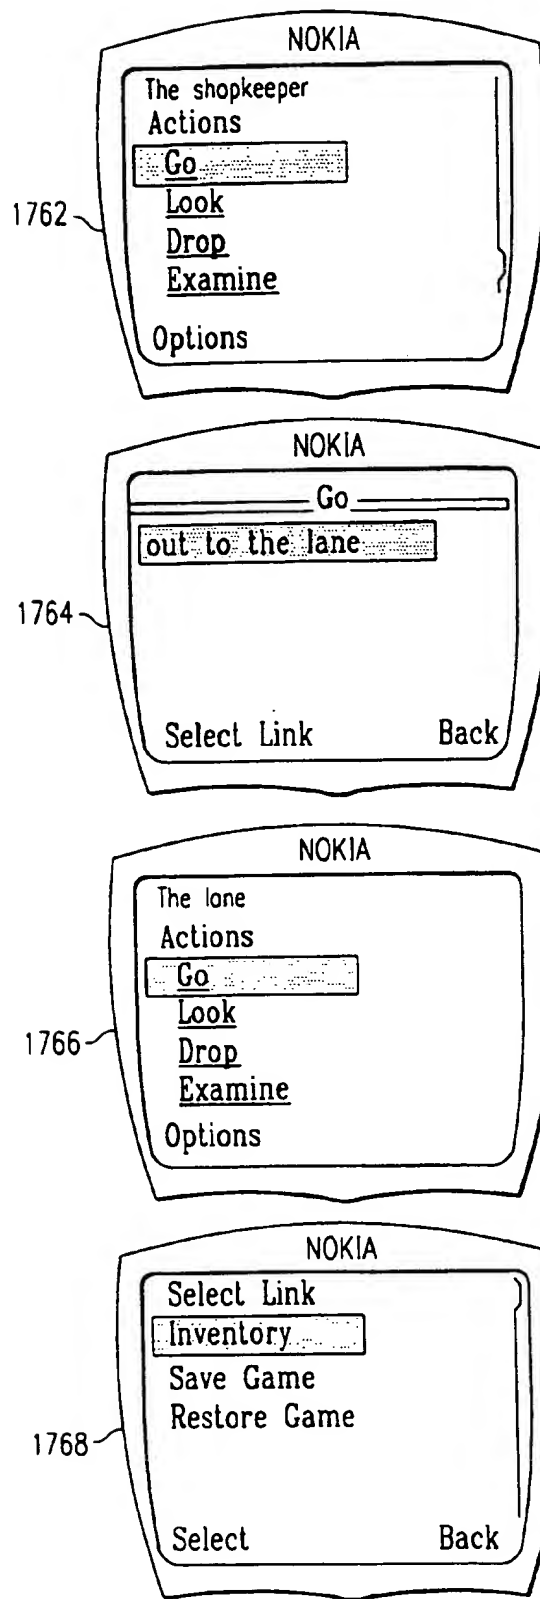 NOKIA
The shopkeeper
Actions
Go
Look
Drop
Examine
Options
1762
NOKIA
Go
out to the lane
Select Link Back
1764
NOKIA
The lane
Actions
Go
Look
Drop
Examine
Options
1766
NOKIA
Select Link
Inventory
Save Game
Restore Game
Select Back
1768